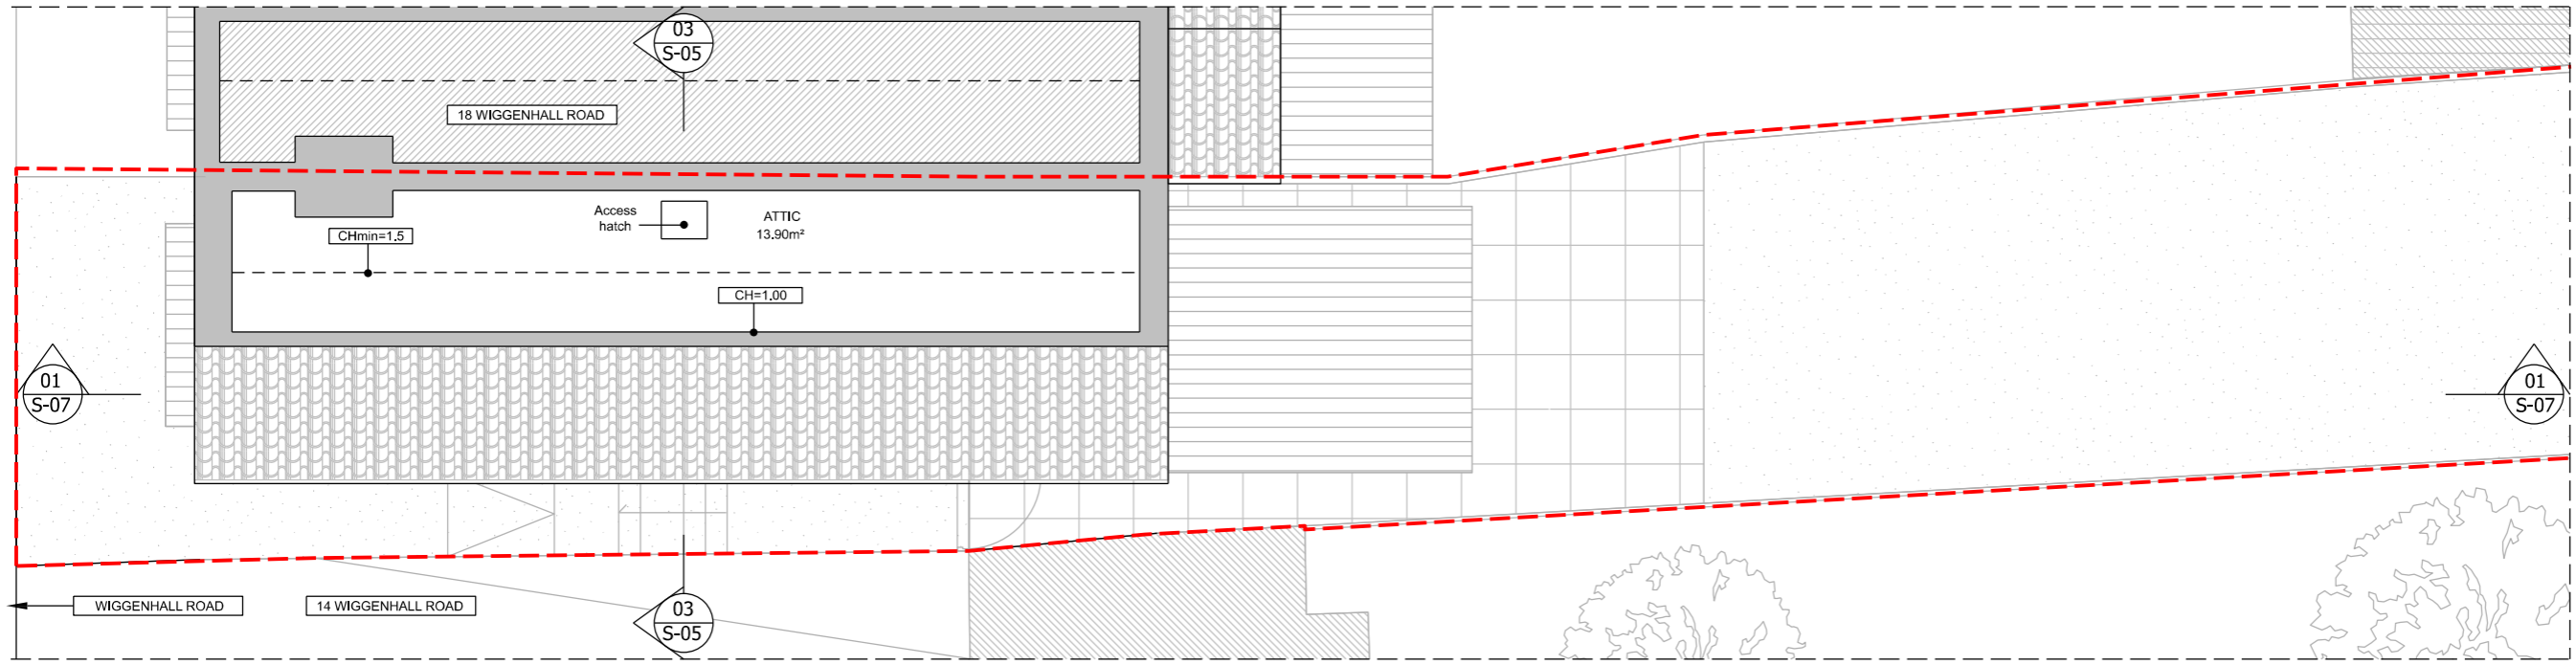 03
S-05
18 WIGGENHALL ROAD
Access
hatch
ATTIC
13.90m²
CHmin=1.5
CH=1.00
01
S-07
01
S-07
WIGGENHALL ROAD
14 WIGGENHALL ROAD
03
S-05